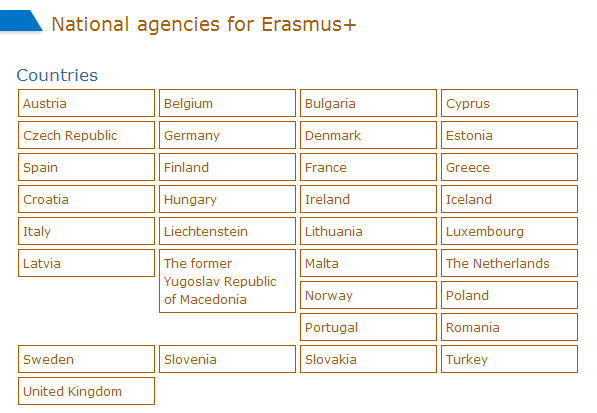 National agencies for Erasmus+
Countries
Austria
Belgium
Bulgaria
Cyprus
Czech Republic
Germany
Denmark
Estonia
Spain
Finland
France
Greece
Croatia
Hungary
Ireland
Iceland
Italy
Liechtenstein
Lithuania
Luxembourg
Latvia
The former
Yugoslav Republic
of Macedonia
Malta
The Netherlands
Norway
Poland
Portugal
Romania
Sweden
Slovenia
Slovakia
Turkey
United Kingdom